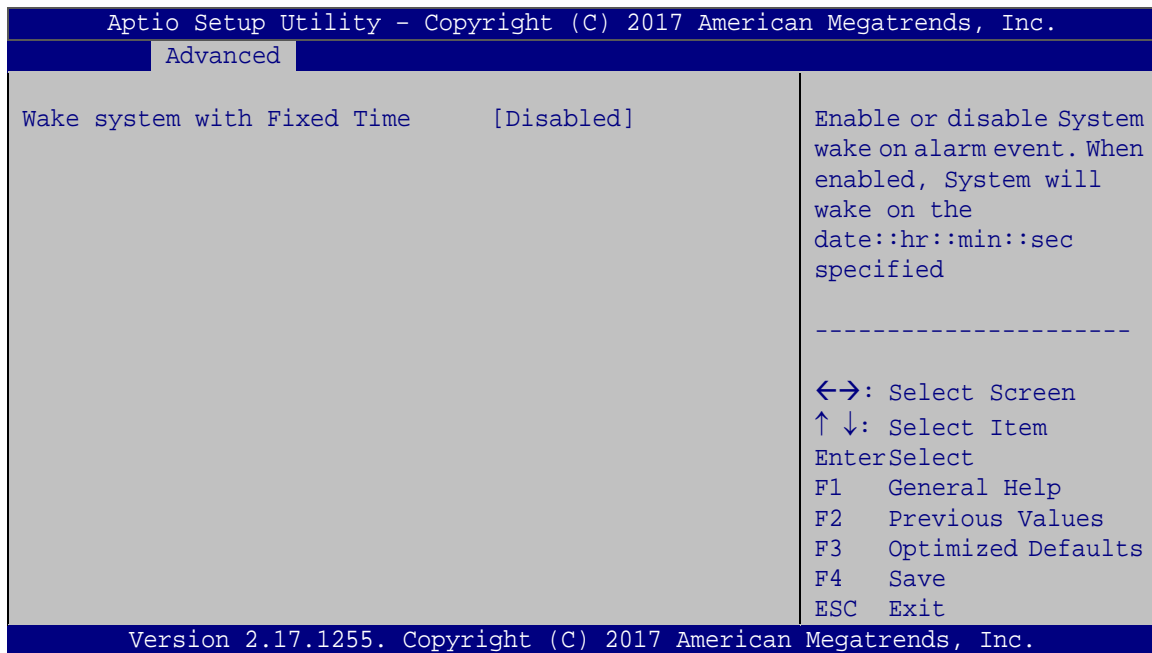 Aptio Setup Utility – Copyright (C) 2017 American Megatrends, Inc.
Advanced
Wake system with Fixed Time [Disabled]
Enable or disable System
wake on alarm event. When
enabled, System will
wake on the
date::hr::min::sec
specified
----------------------
←→: Select Screen
↑ ↓: Select Item
EnterSelect
F1 General Help
F2 Previous Values
F3 Optimized Defaults
F4 Save
ESC Exit
Version 2.17.1255. Copyright (C) 2017 American Megatrends, Inc.